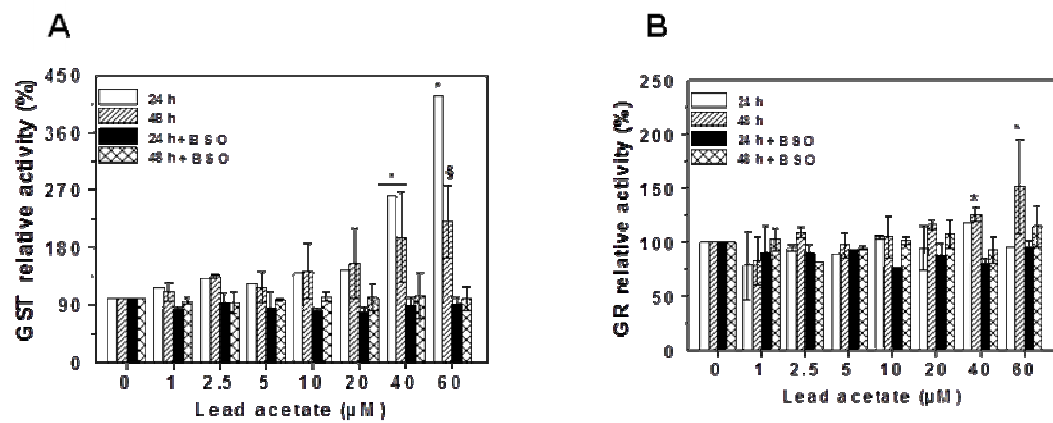 A
GST relative activity (%)
450
360
270
180
90
0
24 h
48 h
24 h + BSO
48 h + BSO
*
*
§
0 1 2.5 5 10 20 40 60
Lead acetate (µM)
B
GR relative activity (%)
250
200
150
100
50
0
24 h
48 h
24 h + BSO
48 h + BSO
*
*
0 1 2.5 5 10 20 40 60
Lead acetate (µM)